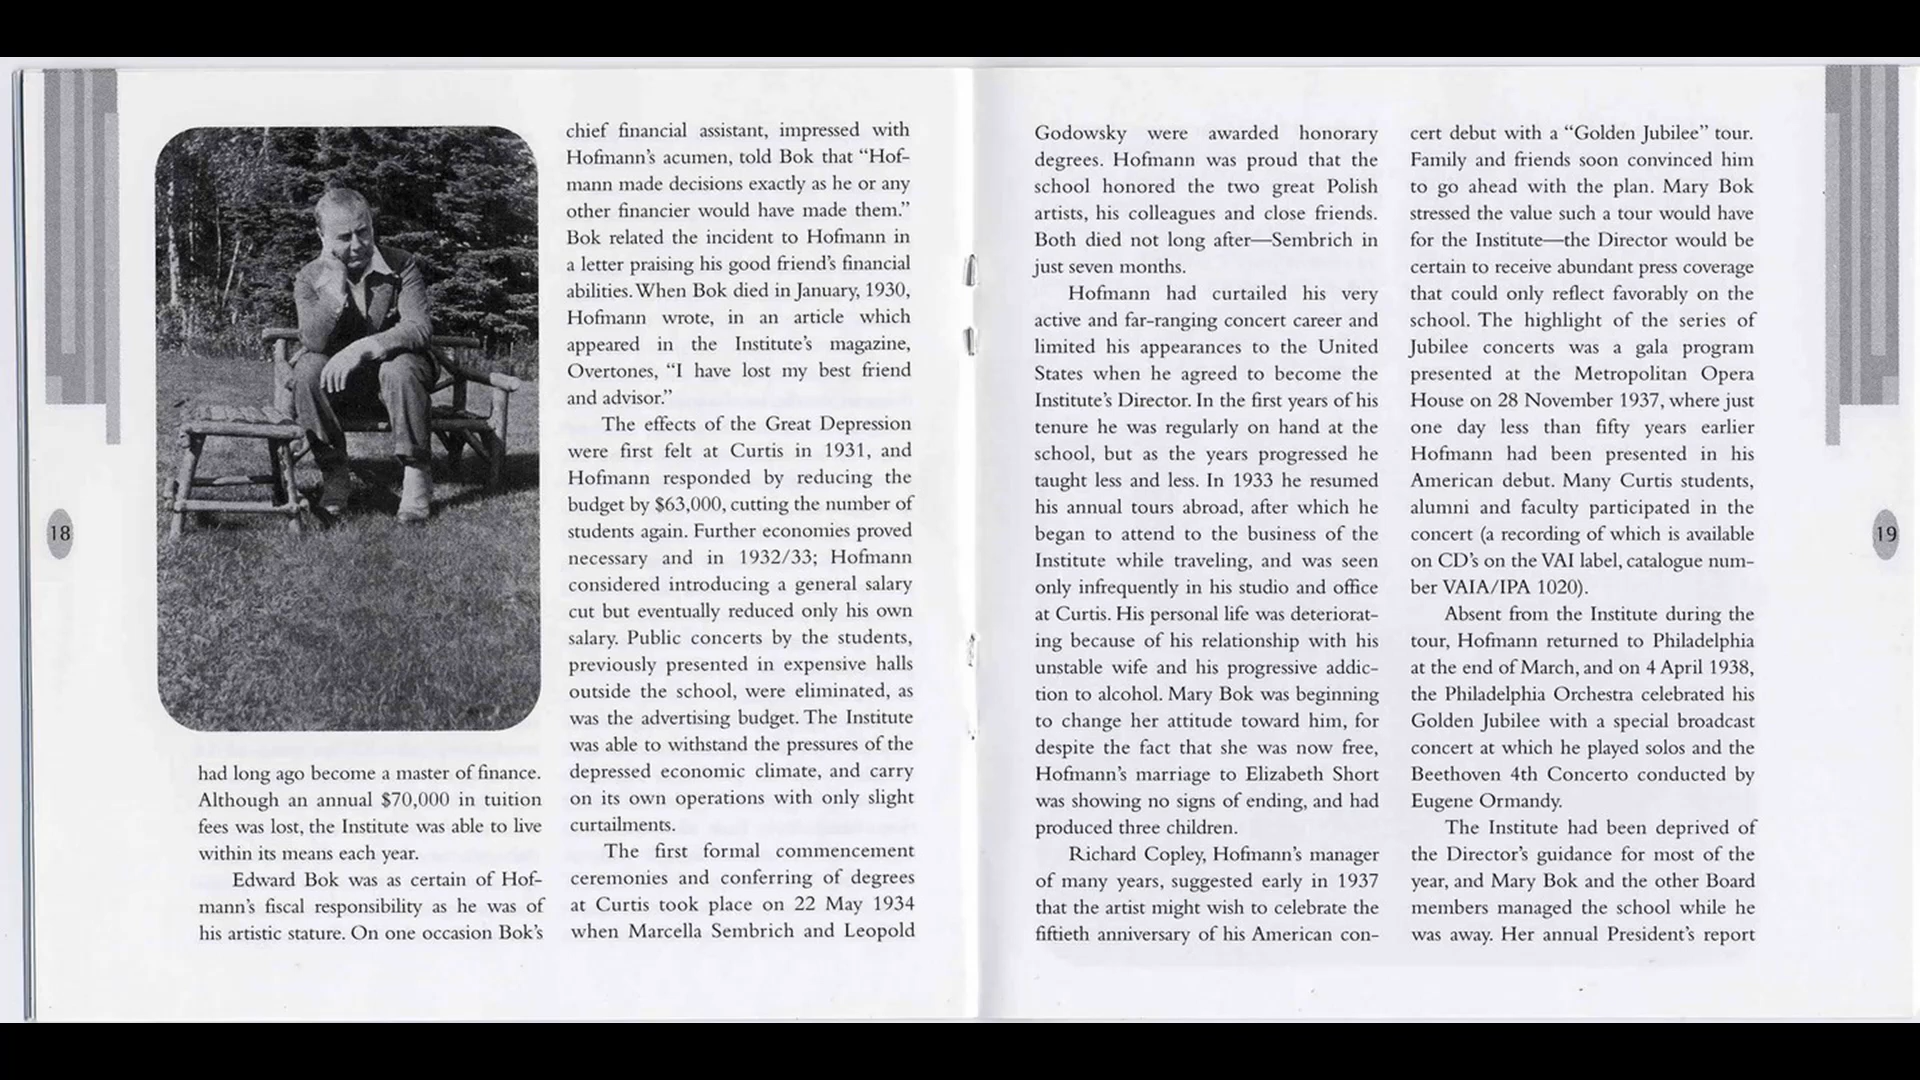 had long ago become a master of finance.
Although an annual $70,000 in tuition
fees was lost, the Institute was able to live
within its means each year.
Edward Bok was as certain of Hof-
mann's fiscal responsibility as he was of
his artistic stature. On one occasion Bok's
18
chief financial assistant, impressed with
Hofmann's acumen, told Bok that “Hof-
mann made decisions exactly as he or any
other financier would have made them.”
Bok related the incident to Hofmann in
a letter praising his good friend's financial
abilities. When Bok died in January, 1930,
Hofmann wrote, in an article which
appeared in the Institute's magazine,
Overtones, “I have lost my best friend
and advisor.”
The effects of the Great Depression
were first felt at Curtis in 1931, and
Hofmann responded by reducing the
budget by $63,000, cutting the number of
students again. Further economies proved
necessary and in 1932/33; Hofmann
considered introducing a general salary
cut but eventually reduced only his own
salary. Public concerts by the students,
previously presented in expensive halls
outside the school, were eliminated, as
was the advertising budget. The Institute
was able to withstand the pressures of the
depressed economic climate, and carry
on its own operations with only slight
curtailments.
The first formal commencement
ceremonies and conferring of degrees
at Curtis took place on 22 May 1934
when Marcella Sembrich and Leopold
Godowsky were awarded honorary
degrees. Hofmann was proud that the
school honored the two great Polish
artists, his colleagues and close friends.
Both died not long after—Sembrich in
just seven months.
Hofmann had curtailed his very
active and far-ranging concert career and
limited his appearances to the United
States when he agreed to become the
Institute's Director. In the first years of his
tenure he was regularly on hand at the
school, but as the years progressed he
taught less and less. In 1933 he resumed
his annual tours abroad, after which he
began to attend to the business of the
Institute while traveling, and was seen
only infrequently in his studio and office
at Curtis. His personal life was deteriorat-
ing because of his relationship with his
unstable wife and his progressive addic-
tion to alcohol. Mary Bok was beginning
to change her attitude toward him, for
despite the fact that she was now free,
Hofmann's marriage to Elizabeth Short
was showing no signs of ending, and had
produced three children.
Richard Copley, Hofmann's manager
of many years, suggested early in 1937
that the artist might wish to celebrate the
fiftieth anniversary of his American con-
cert debut with a “Golden Jubilee” tour.
Family and friends soon convinced him
to go ahead with the plan. Mary Bok
stressed the value such a tour would have
for the Institute—the Director would be
certain to receive abundant press coverage
that could only reflect favorably on the
school. The highlight of the series of
Jubilee concerts was a gala program
presented at the Metropolitan Opera
House on 28 November 1937, where just
one day less than fifty years earlier
Hofmann had been presented in his
American debut. Many Curtis students,
alumni and faculty participated in the
concert (a recording of which is available
on CD's on the VAI label, catalogue num-
ber VAIA/IPA 1020).
Absent from the Institute during the
tour, Hofmann returned to Philadelphia
at the end of March, and on 4 April 1938,
the Philadelphia Orchestra celebrated his
Golden Jubilee with a special broadcast
concert at which he played solos and the
Beethoven 4th Concerto conducted by
Eugene Ormandy.
The Institute had been deprived of
the Director's guidance for most of the
year, and Mary Bok and the other Board
members managed the school while he
was away. Her annual President's report
19